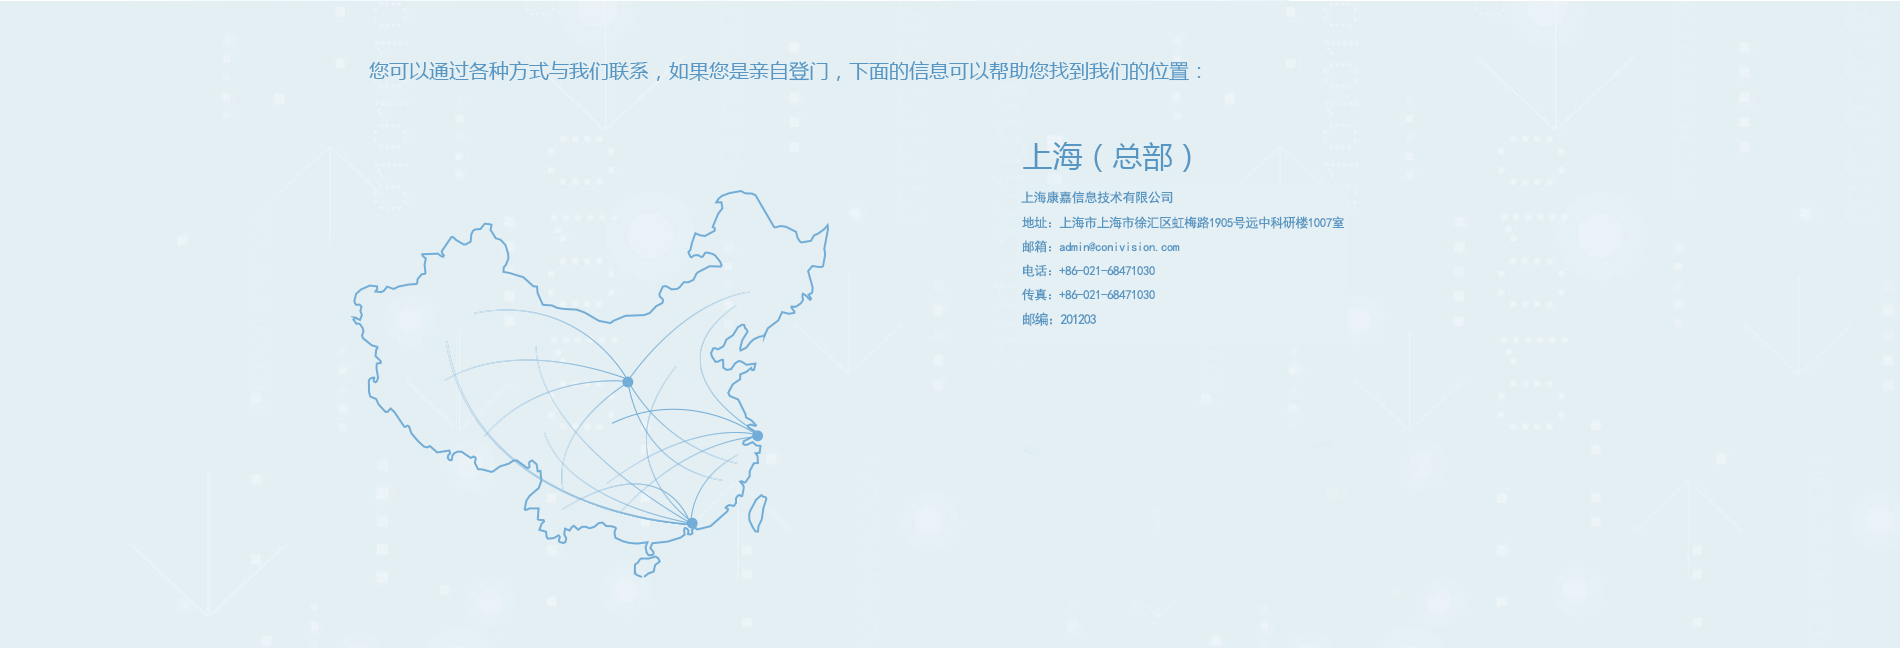 您可以通过各种方式与我们联系，如果您是亲自登门，下面的信息可以帮助您找到我们的位置：
上海（总部）
上海康嘉信息技术有限公司
地址：上海市上海市徐汇区虹梅路1905号远中科研楼1007室
邮箱：admin@conivision.com
电话：+86-021-68471030
传真：+86-021-68471030
邮编：201203